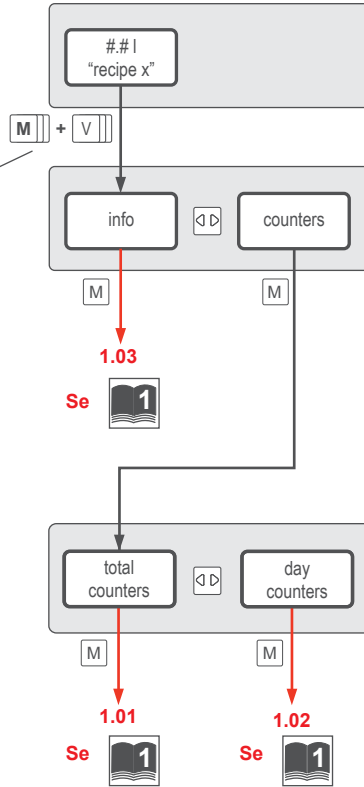 #.# l
“recipe x”
M + V
info
counters
M
M
1.03
Se 1
total
counters
day
counters
M
M
1.01
1.02
Se 1
Se 1